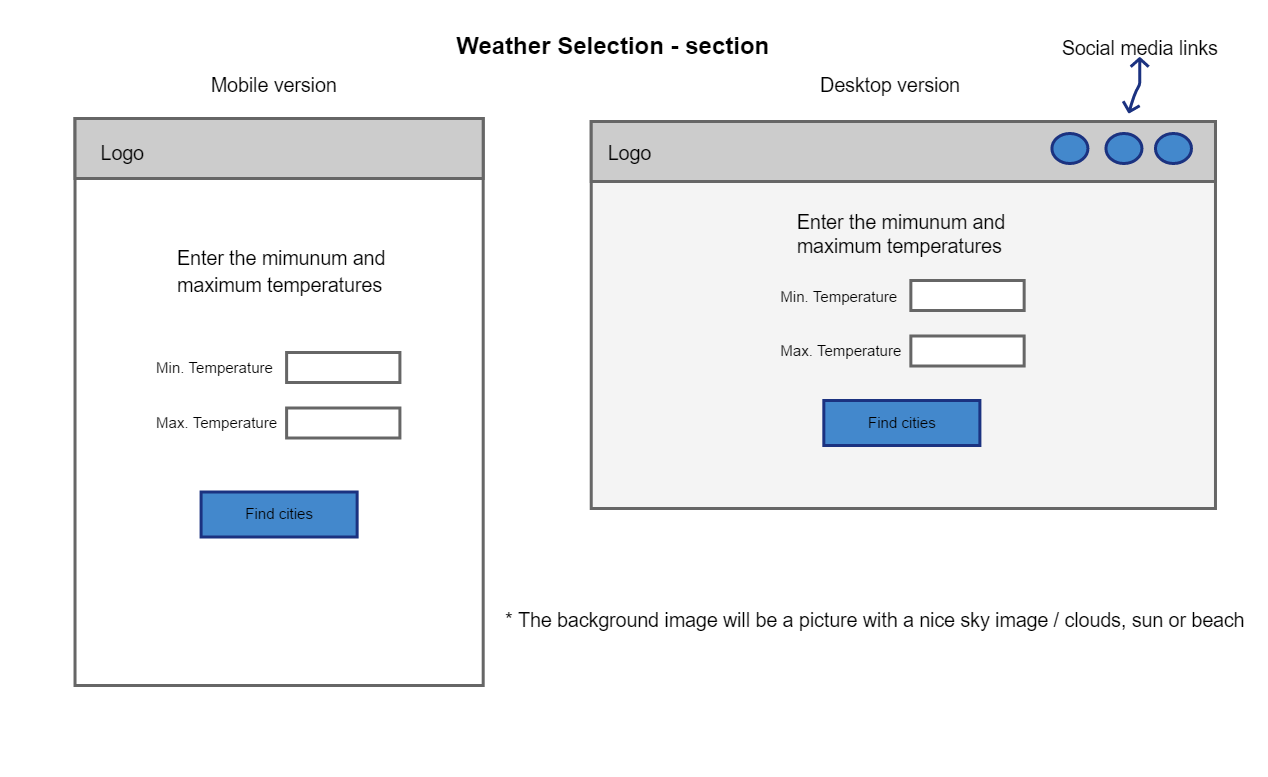 Weather Selection - section
Social media links
Mobile version
Desktop version
Logo
Enter the mimunum and
maximum temperatures
Min. Temperature
Max. Temperature
Find cities
Logo
Enter the mimunum and
maximum temperatures
Min. Temperature
Max. Temperature
Find cities
* The background image will be a picture with a nice sky image / clouds, sun or beach